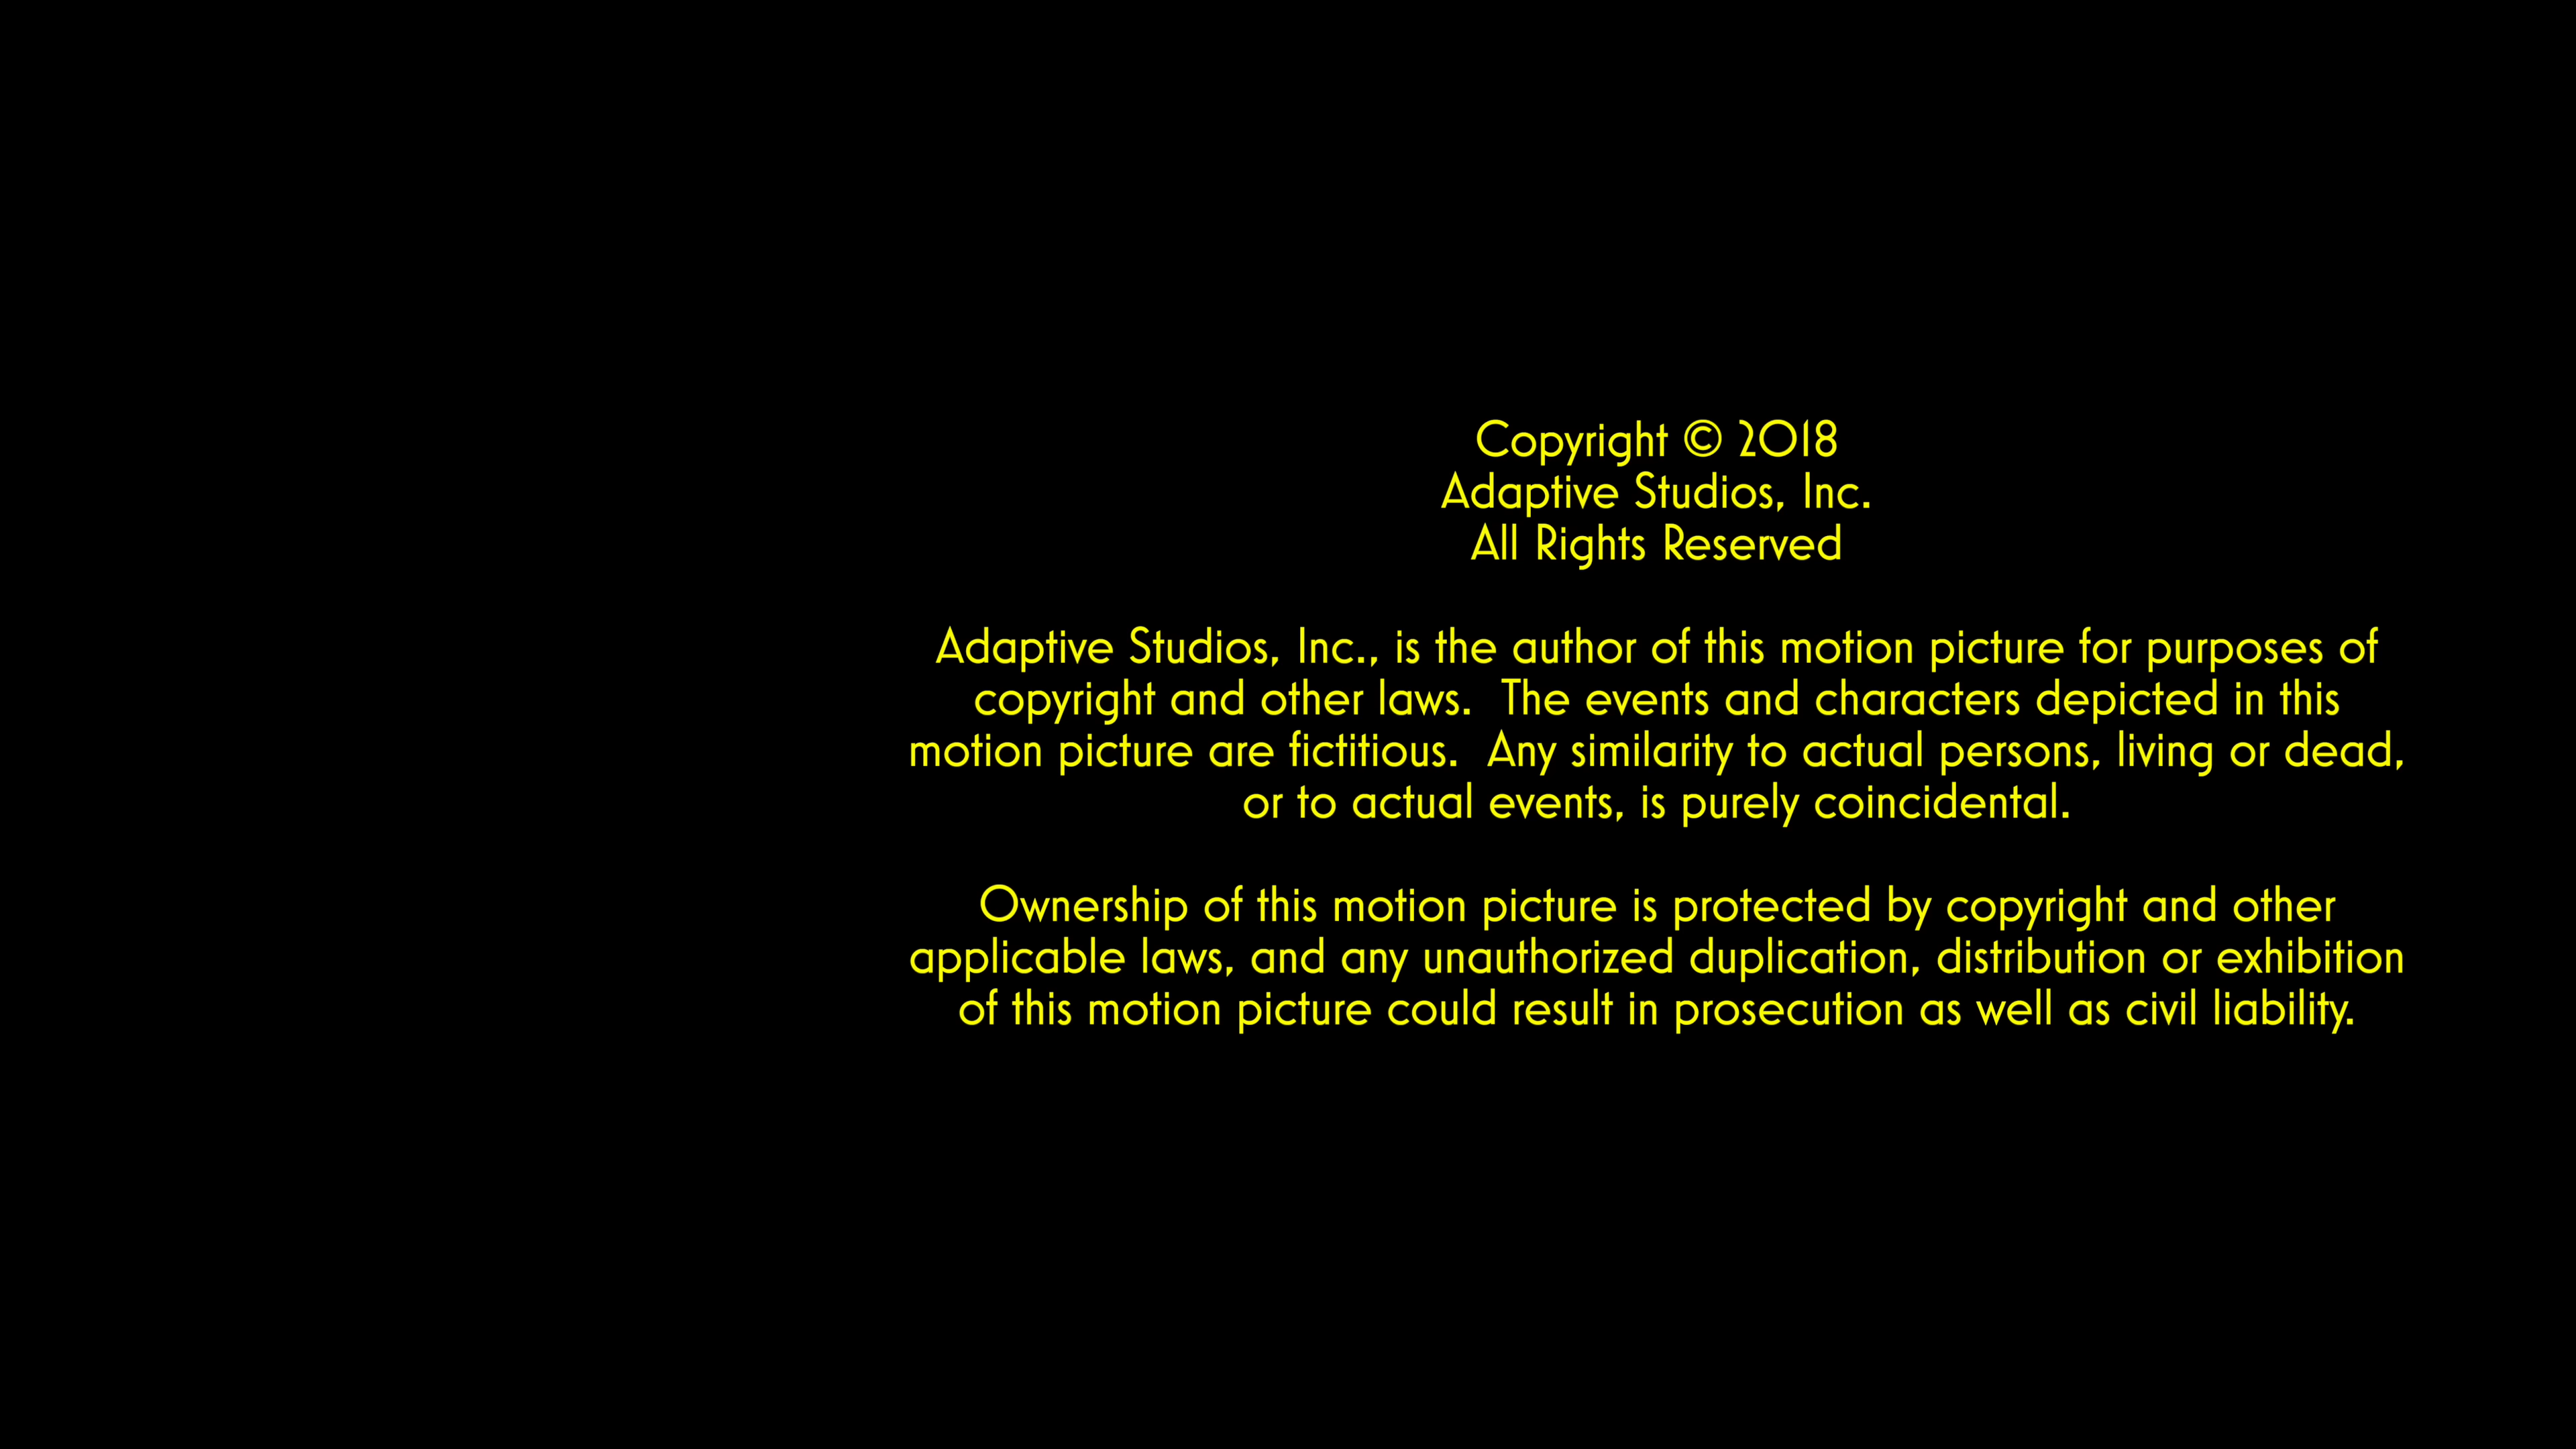 Copyright © 2018
Adaptive Studios, Inc.
All Rights Reserved
Adaptive Studios, Inc., is the author of this motion picture for purposes of
copyright and other laws.  The events and characters depicted in this
motion picture are fictitious.  Any similarity to actual persons, living or dead,
or to actual events, is purely coincidental.
Ownership of this motion picture is protected by copyright and other
applicable laws, and any unauthorized duplication, distribution or exhibition
of this motion picture could result in prosecution as well as civil liability.